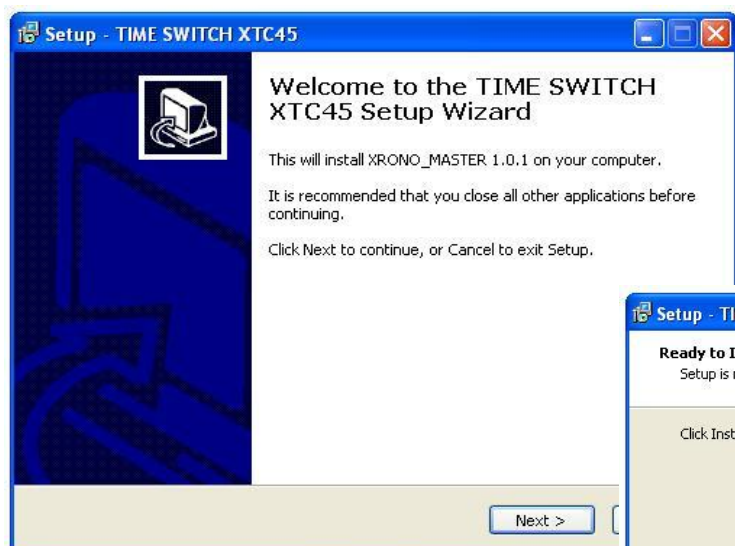 Setup - TIME SWITCH XTC45
Welcome to the TIME SWITCH
XTC45 Setup Wizard
This will install XRONO_MASTER 1.0.1 on your computer.
It is recommended that you close all other applications before
continuing.
Click Next to continue, or Cancel to exit Setup.
Next >
Setup - TI
Ready to I
Setup is
Click Inst